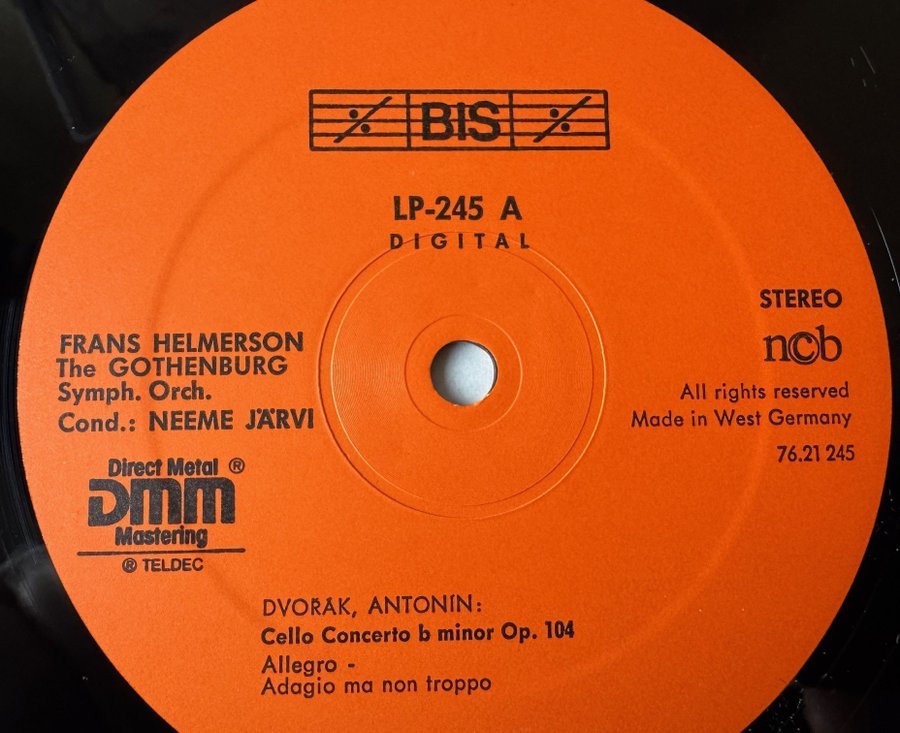 BIS
LP-245 A
DIGITAL
STEREO
ncb
All rights reserved
Made in West Germany
76.21 245
FRANS HELMERSON
The GOTHENBURG
Symph. Orch.
Cond.: NEEME JÄRVI
Direct Metal ®
DMM
Mastering
® TELDEC
DVOŘÁK, ANTONÍN:
Cello Concerto b minor Op. 104
Allegro -
Adagio ma non troppo